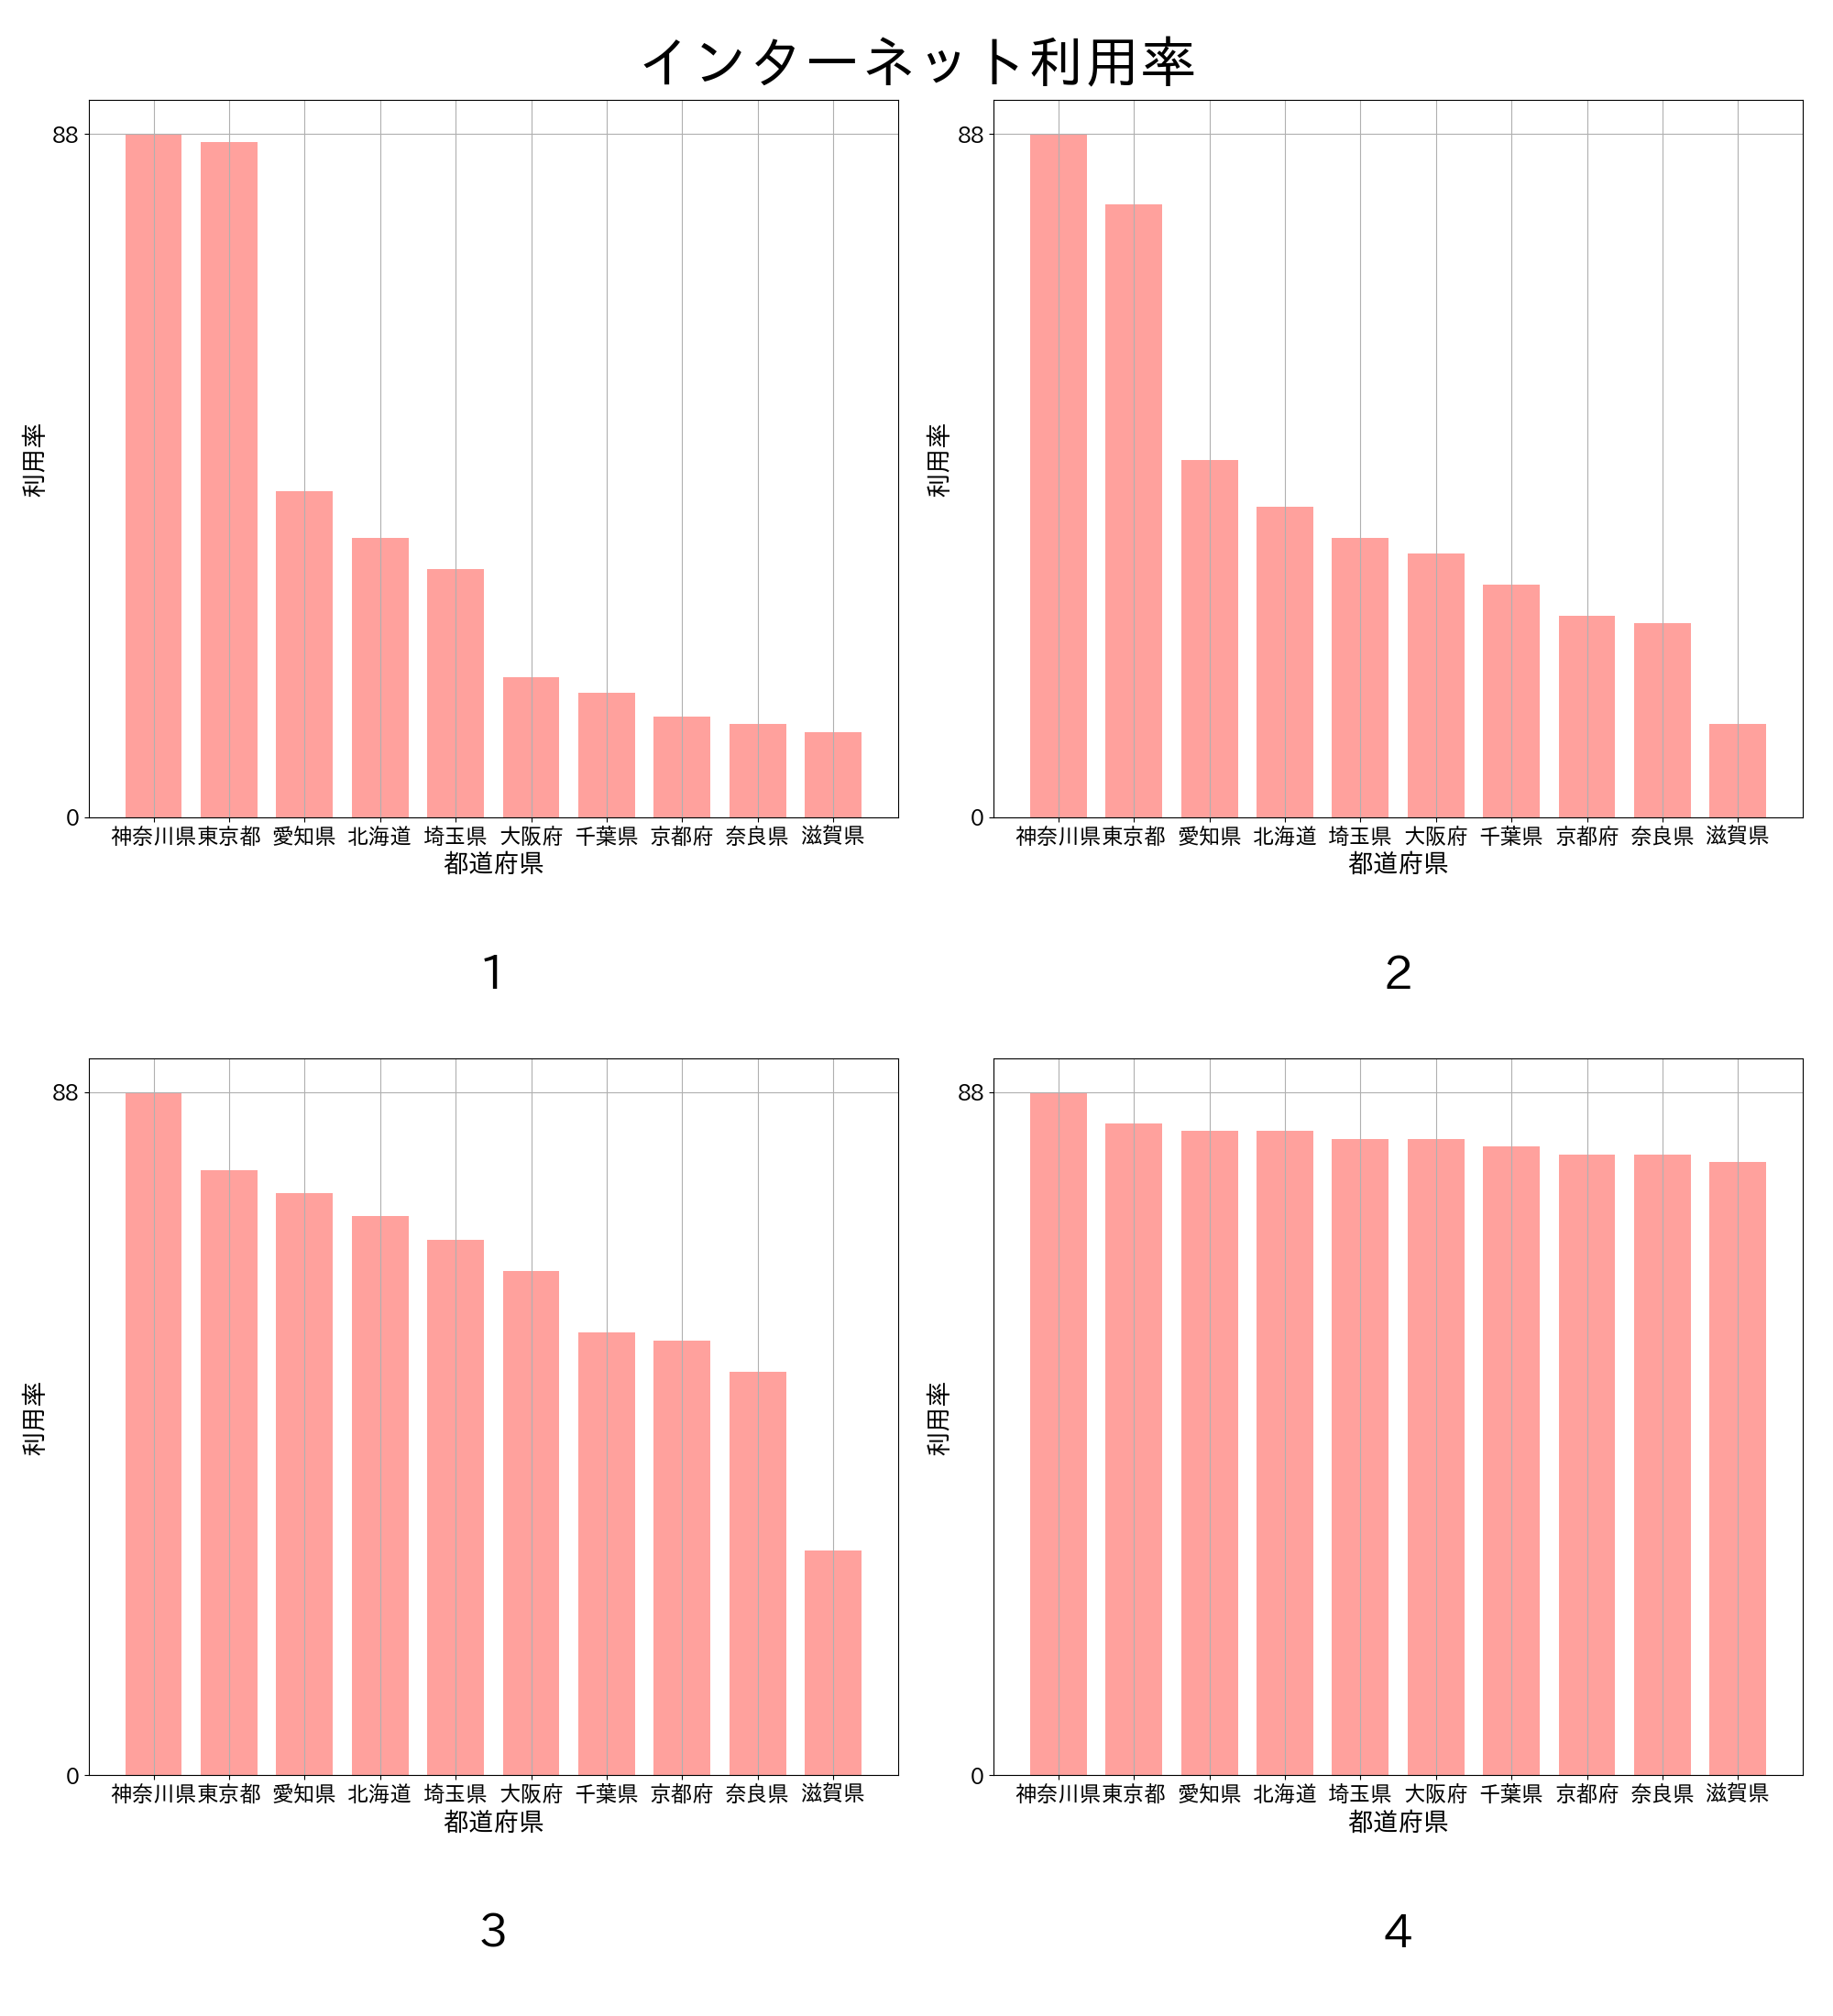 インターネット利用率
88
0
利用率
神奈川県 東京都 愛知県 北海道 埼玉県 大阪府 千葉県 京都府 奈良県 滋賀県
都道府県
1
88
0
利用率
神奈川県 東京都 愛知県 北海道 埼玉県 大阪府 千葉県 京都府 奈良県 滋賀県
都道府県
2
88
0
利用率
神奈川県 東京都 愛知県 北海道 埼玉県 大阪府 千葉県 京都府 奈良県 滋賀県
都道府県
3
88
0
利用率
神奈川県 東京都 愛知県 北海道 埼玉県 大阪府 千葉県 京都府 奈良県 滋賀県
都道府県
4